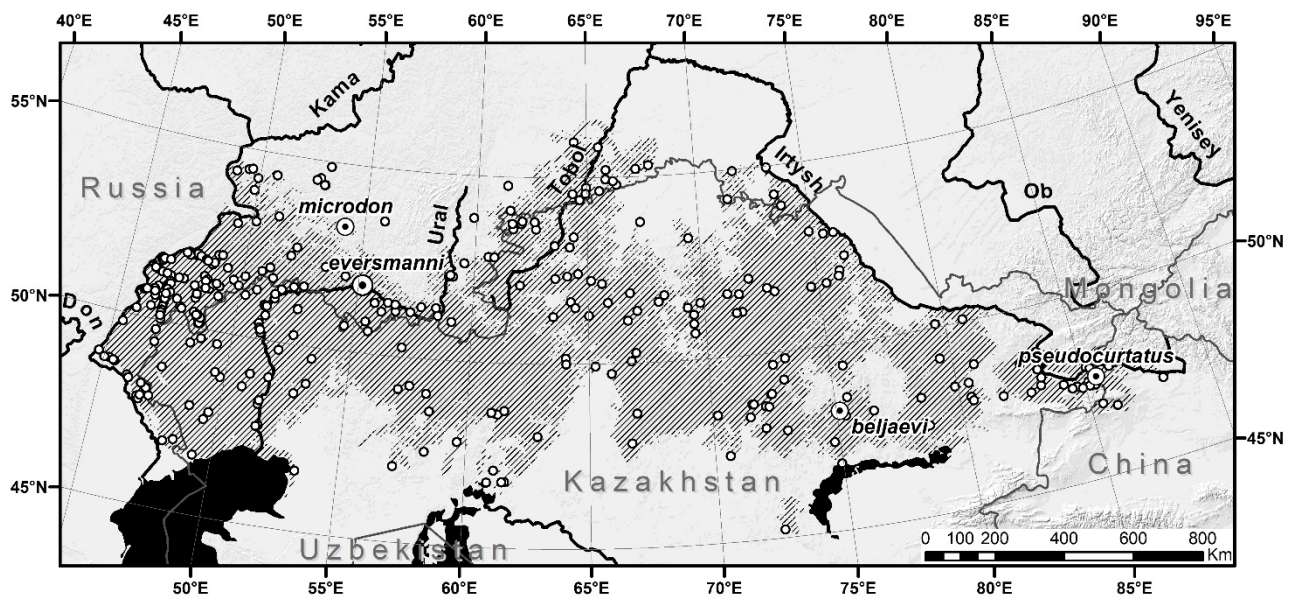 40°E 45°E 50°E 55°E 60°E 65°E 70°E 75°E 80°E 85°E 90°E 95°E
55°N
Kama
Yenisey
Russia
Tobol
Irtysh
Ob
microdon
Ural
50°N
eversmanni
Mongolia
50°N
Don
pseudocurtatus
beljaevi
45°N
China
Kazakhstan
45°N
Uzbekistan
0 100 200 400 600 800
Km
50°E 55°E 60°E 65°E 70°E 75°E 80°E 85°E